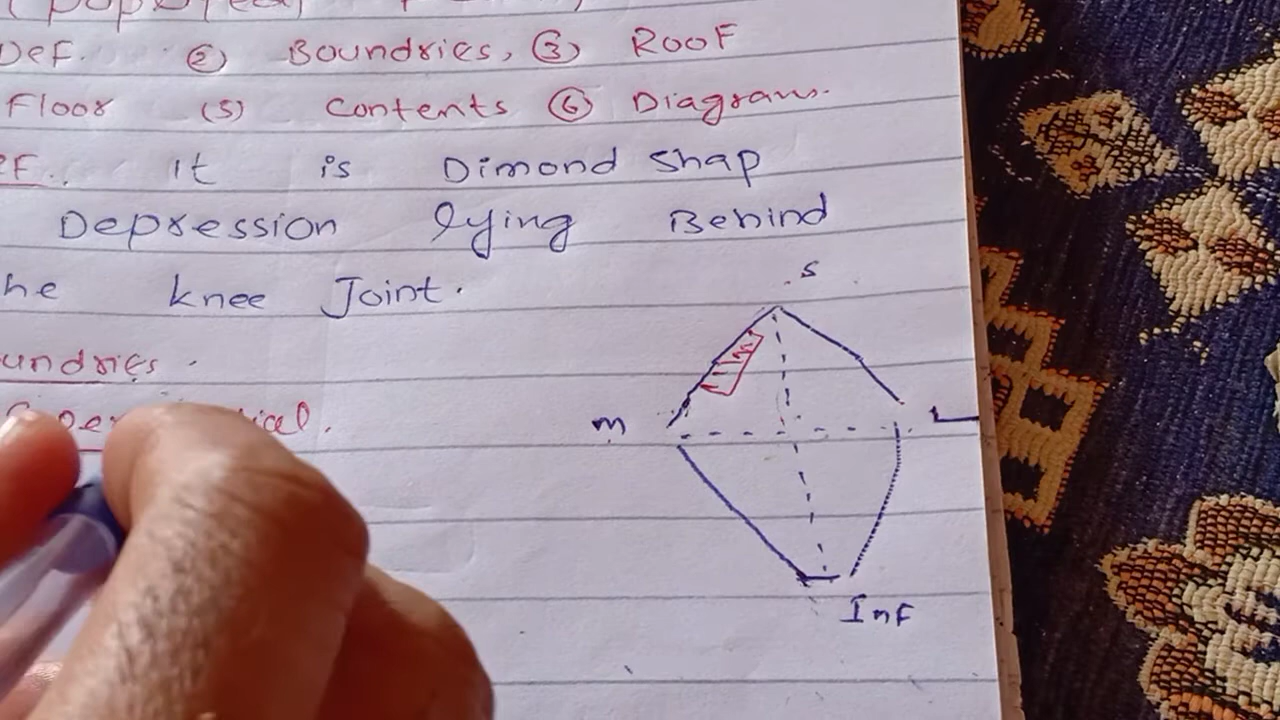 DeF. ② Boundries, ③ Roof
Floor (5) Contents ⑥ Diagram.
eF. It is Dimond shap
Depression lying Behind
he knee Joint.
s
undries.
m
L
Inf